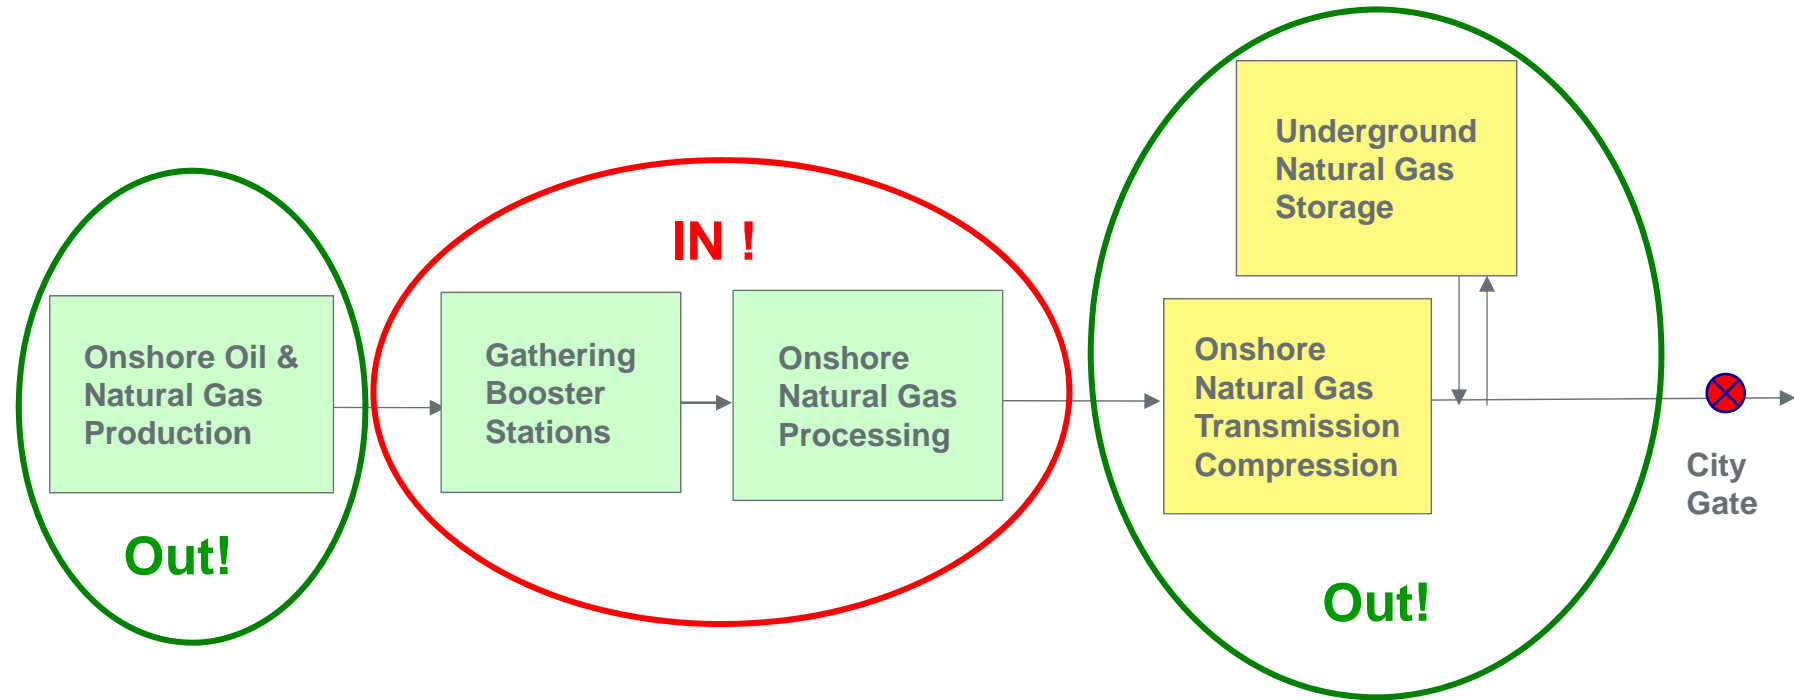 Onshore Oil &
Natural Gas
Production
Out!
IN !
Gathering
Booster
Stations
Onshore
Natural Gas
Processing
Underground
Natural Gas
Storage
Onshore
Natural Gas
Transmission
Compression
Out!
City
Gate